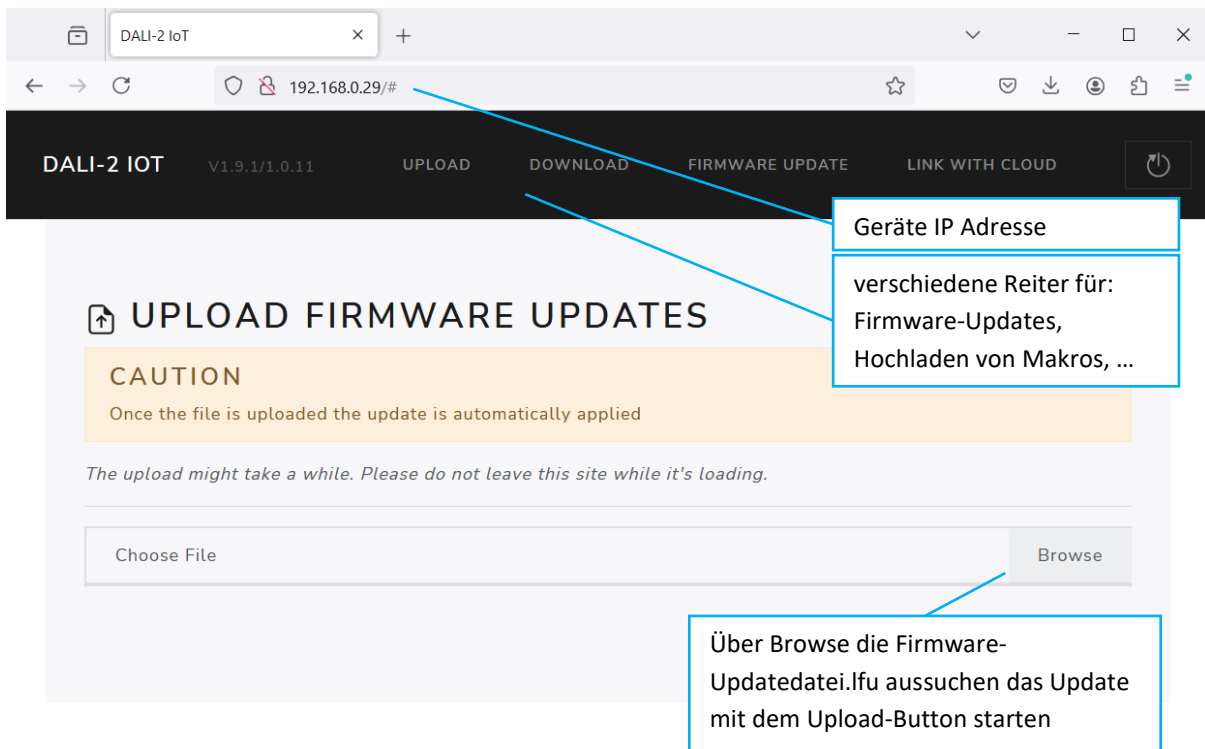 DALI-2 IoT
192.168.0.29/#
DALI-2 IOT V1.9.1/1.0.11 UPLOAD DOWNLOAD FIRMWARE UPDATE LINK WITH CLOUD
Geräte IP Adresse
verschiedene Reiter für:
Firmware-Updates,
Hochladen von Makros, …
UPLOAD FIRMWARE UPDATES
CAUTION
Once the file is uploaded the update is automatically applied
The upload might take a while. Please do not leave this site while it's loading.
Choose File Browse
Über Browse die Firmware-
Updatedatei.lfu aussuchen das Update
mit dem Upload-Button starten